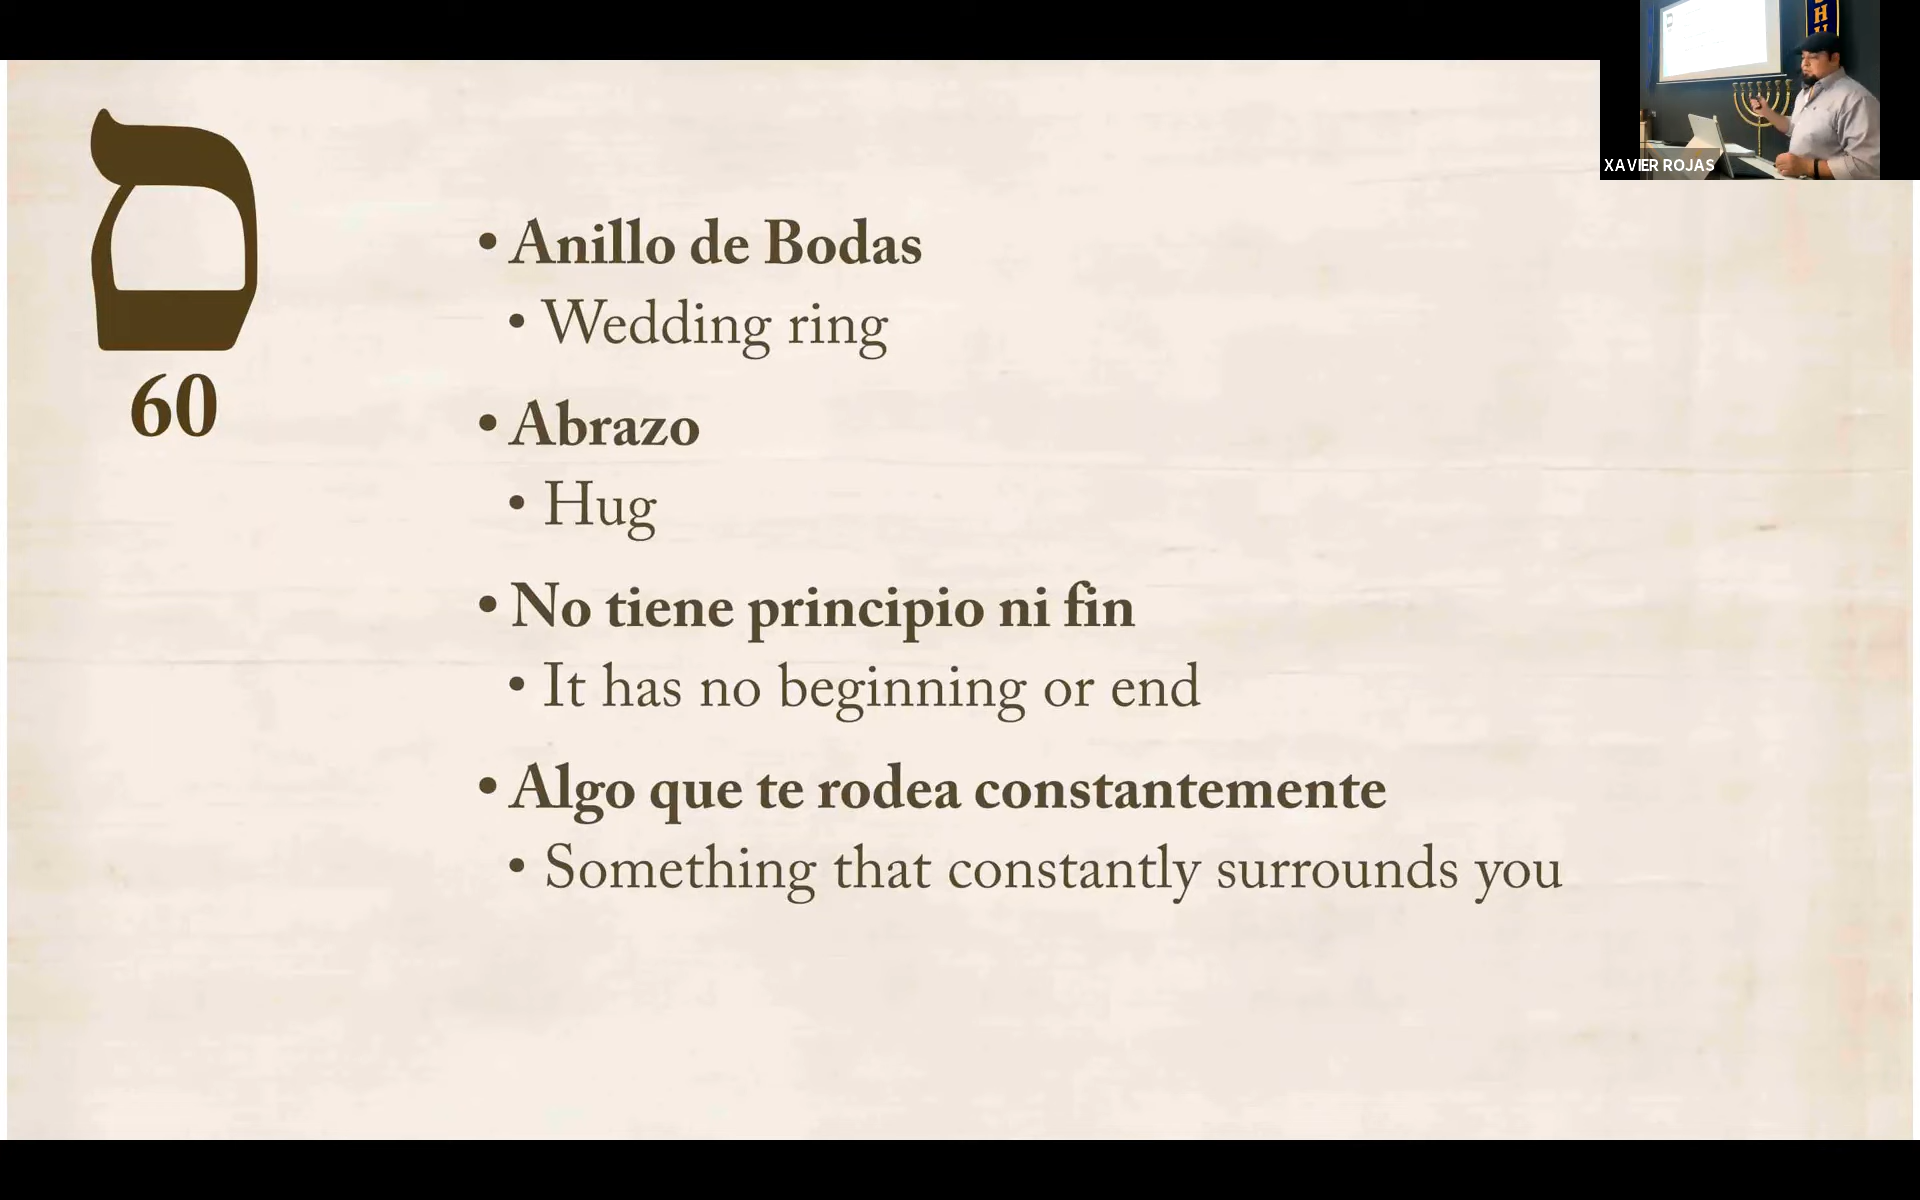 ם
60
• Anillo de Bodas
• Wedding ring
• Abrazo
• Hug
• No tiene principio ni fin
• It has no beginning or end
• Algo que te rodea constantemente
• Something that constantly surrounds you
XAVIER ROJAS